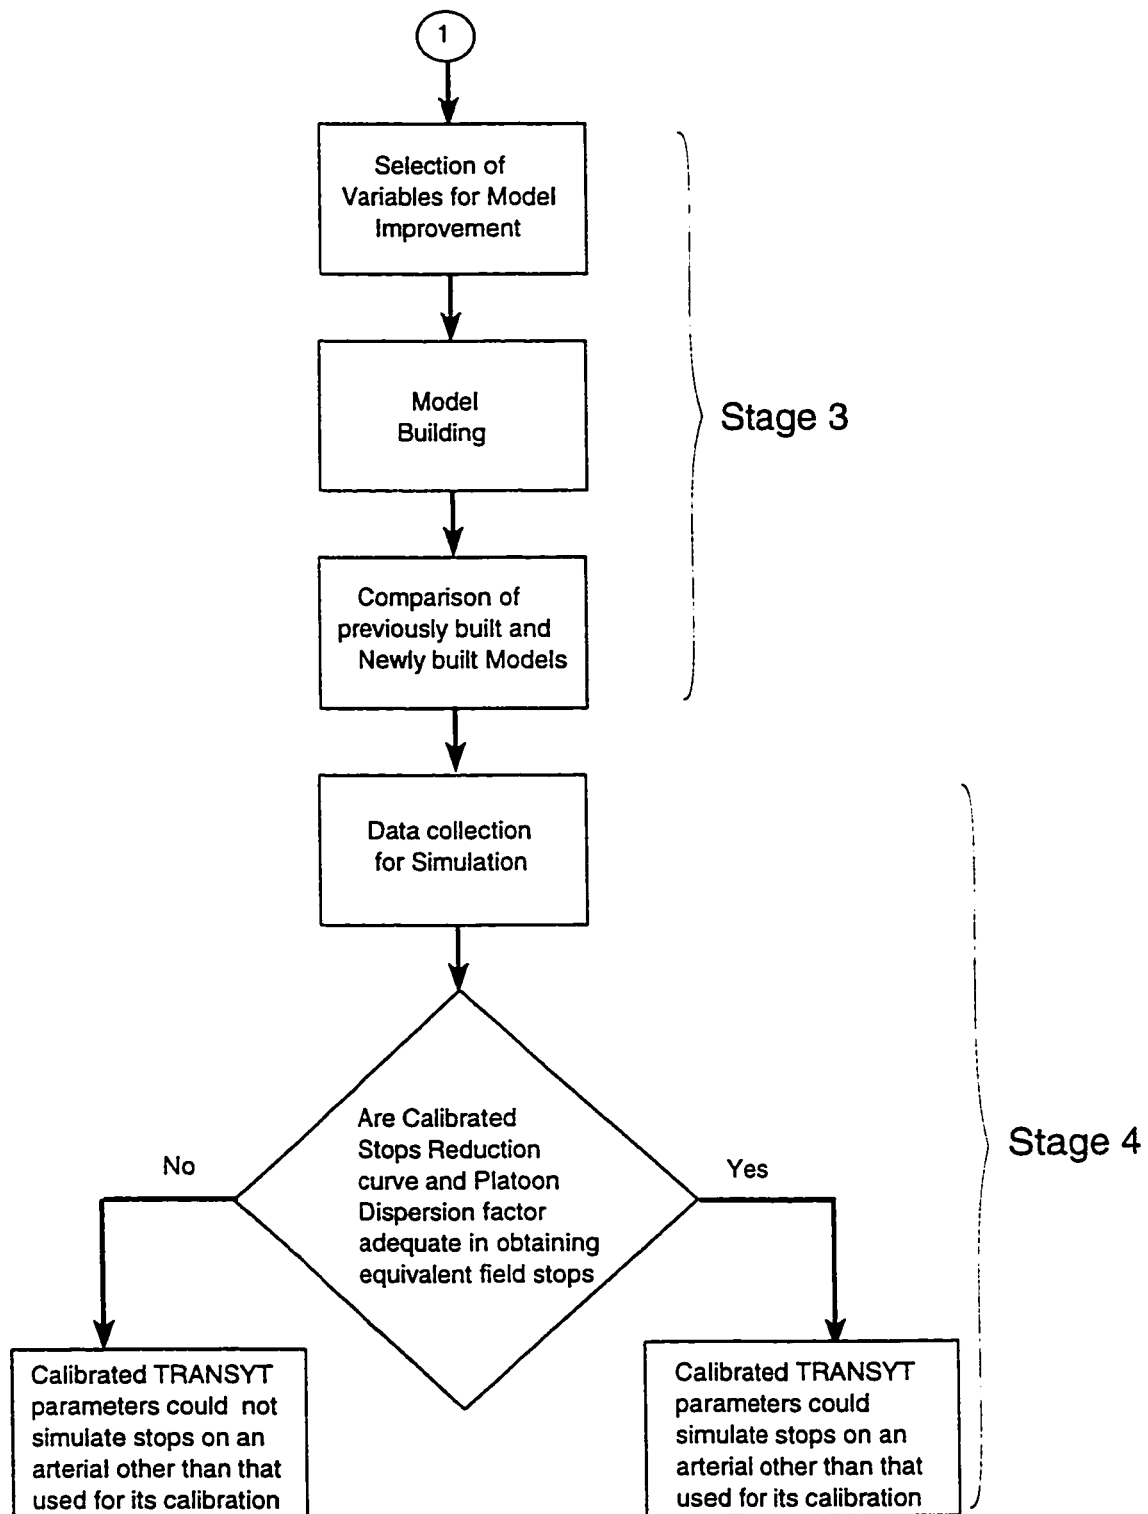 1
Selection of
Variables for Model
Improvement
Model
Building
Stage 3
Comparison of
previously built and
Newly built Models
Data collection
for Simulation
Are Calibrated
Stops Reduction
curve and Platoon
Dispersion factor
adequate in obtaining
equivalent field stops
No
Yes
Stage 4
Calibrated TRANSYT
parameters could not
simulate stops on an
arterial other than that
used for its calibration
Calibrated TRANSYT
parameters could
simulate stops on an
arterial other than that
used for its calibration